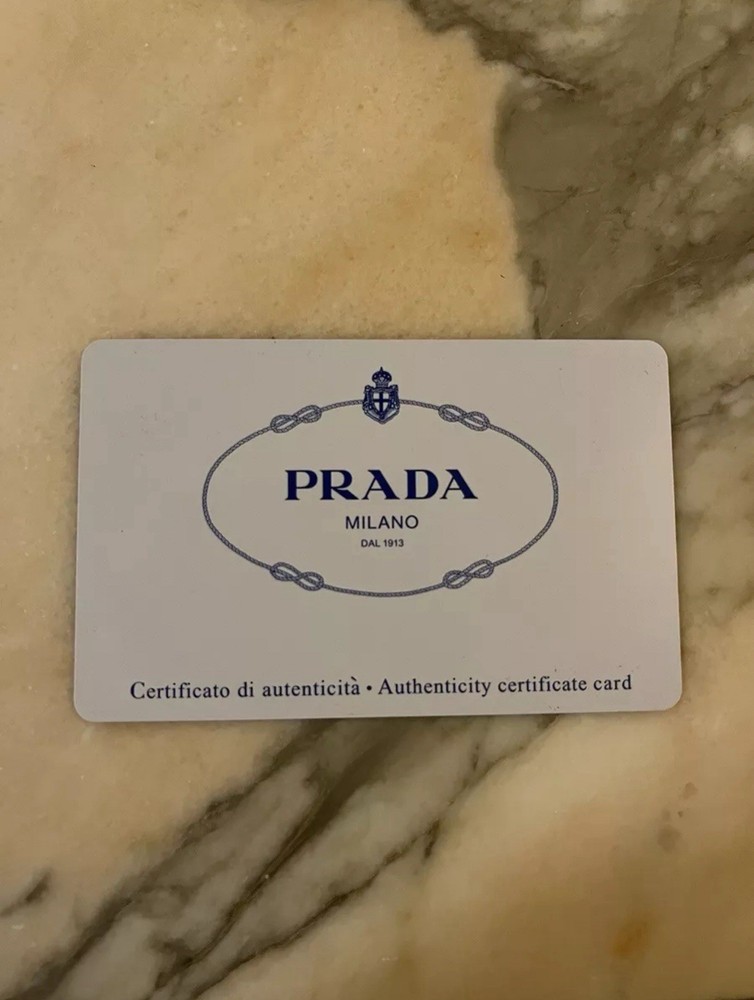 PRADA
MILANO
DAL 1913
Certificato di autenticità • Authenticity certificate card